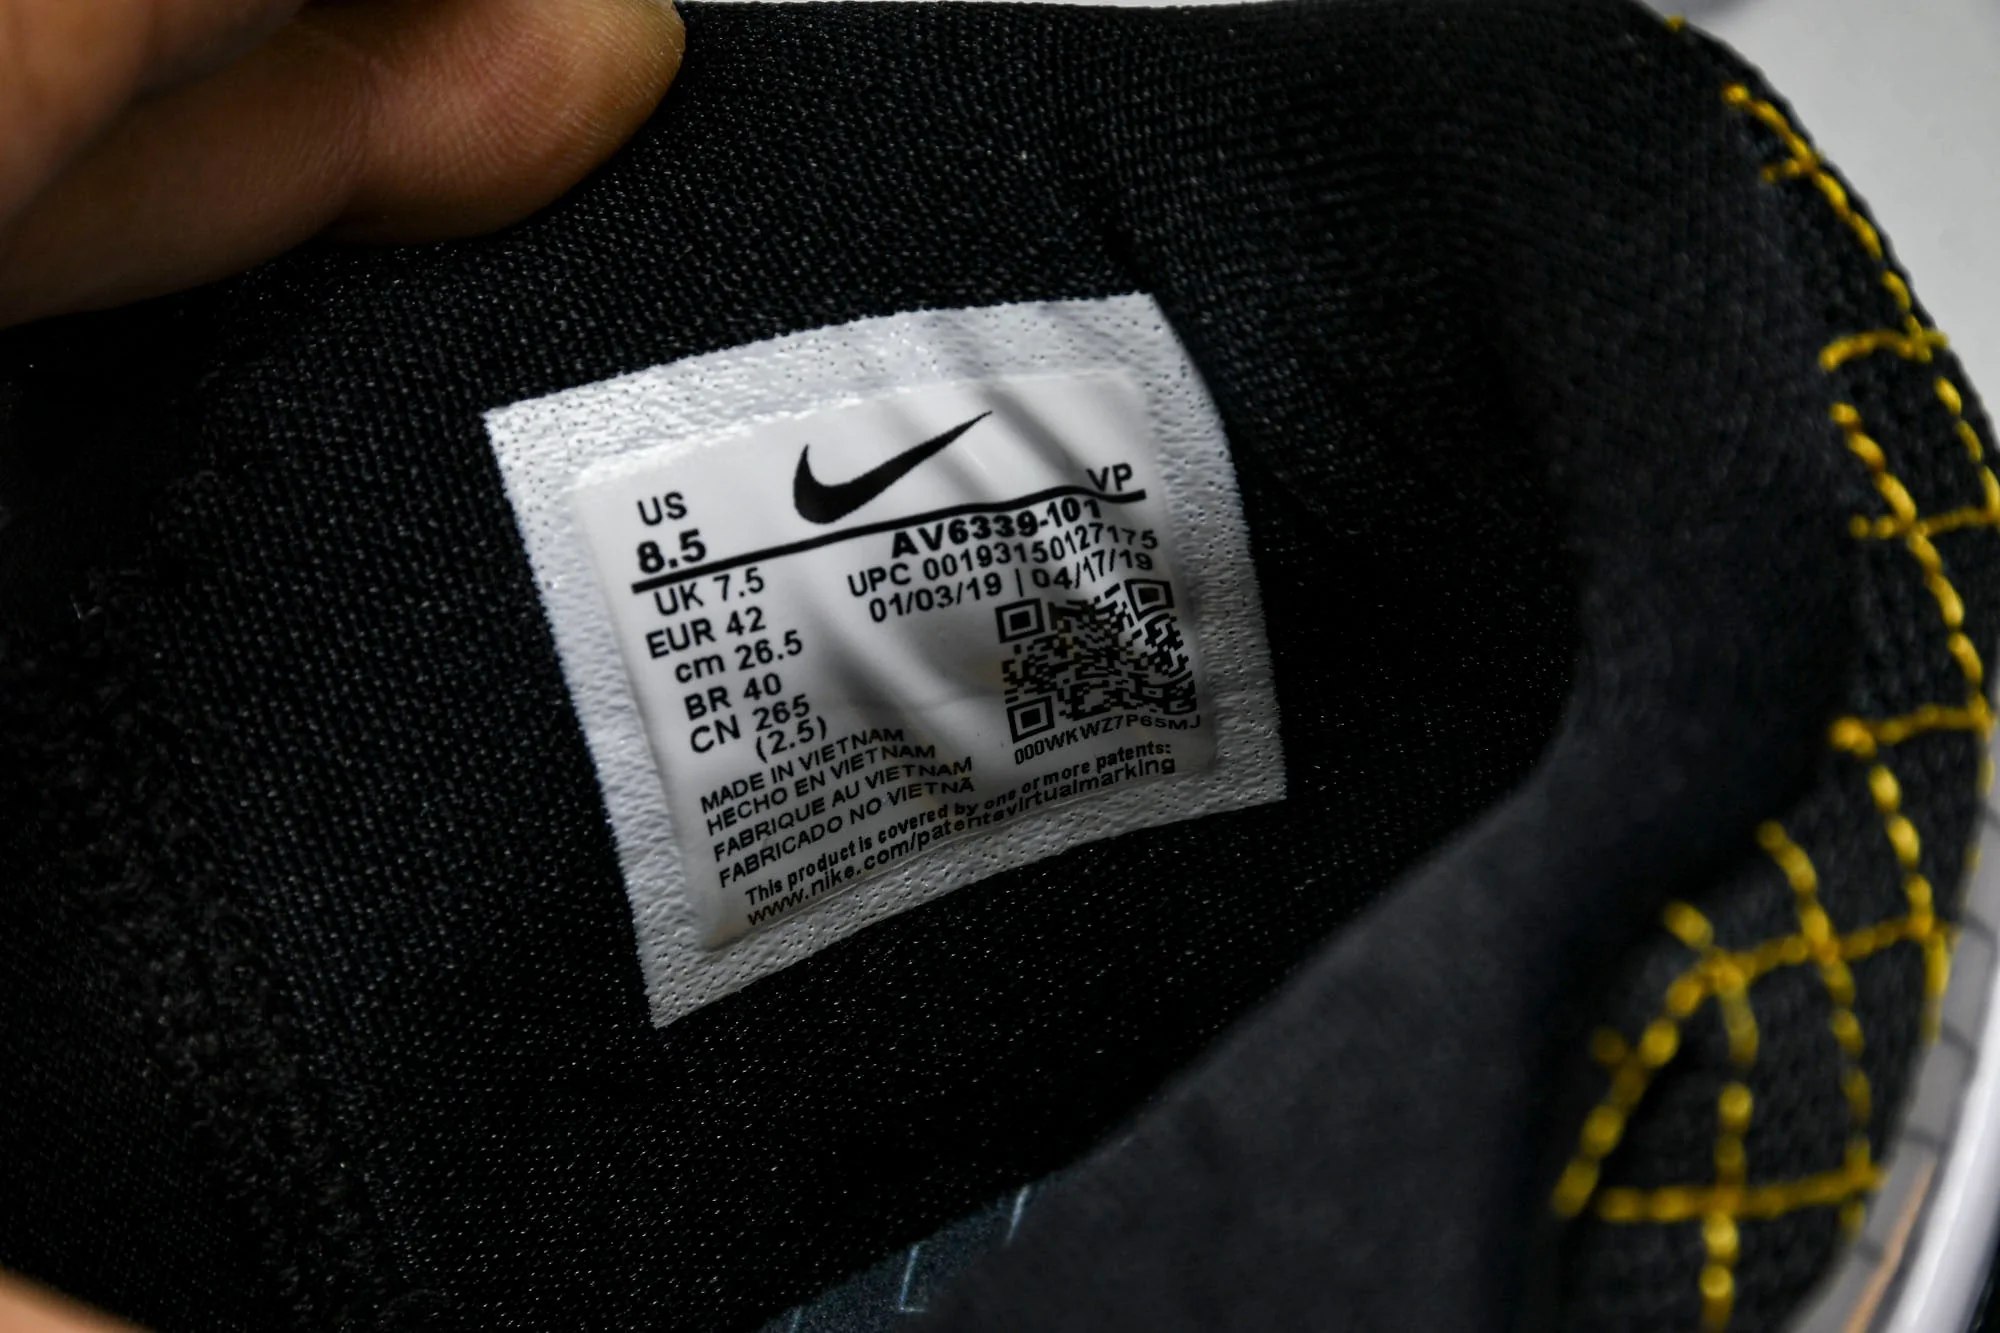 US
8.5
VP
AV6339-101
UPC 00193150127175
01/03/19 | 04/17/19
UK 7.5
EUR 42
cm 26.5
BR 40
CN 265
(2.5)
000WKWZ7P65MJ
MADE IN VIETNAM
HECHO EN VIETNAM
FABRIQUE AU VIETNAM
FABRICADO NO VIETNÃ
This product is covered by one or more patents:
www.nike.com/patentsvirtualmarking